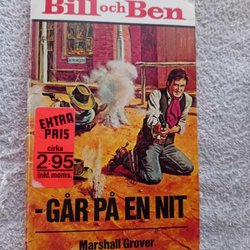 Bill och Ben
EXTRA
PRIS
cirka
2:95
inkl. moms.
-GÅR PÅ EN NIT
Marshall Grover